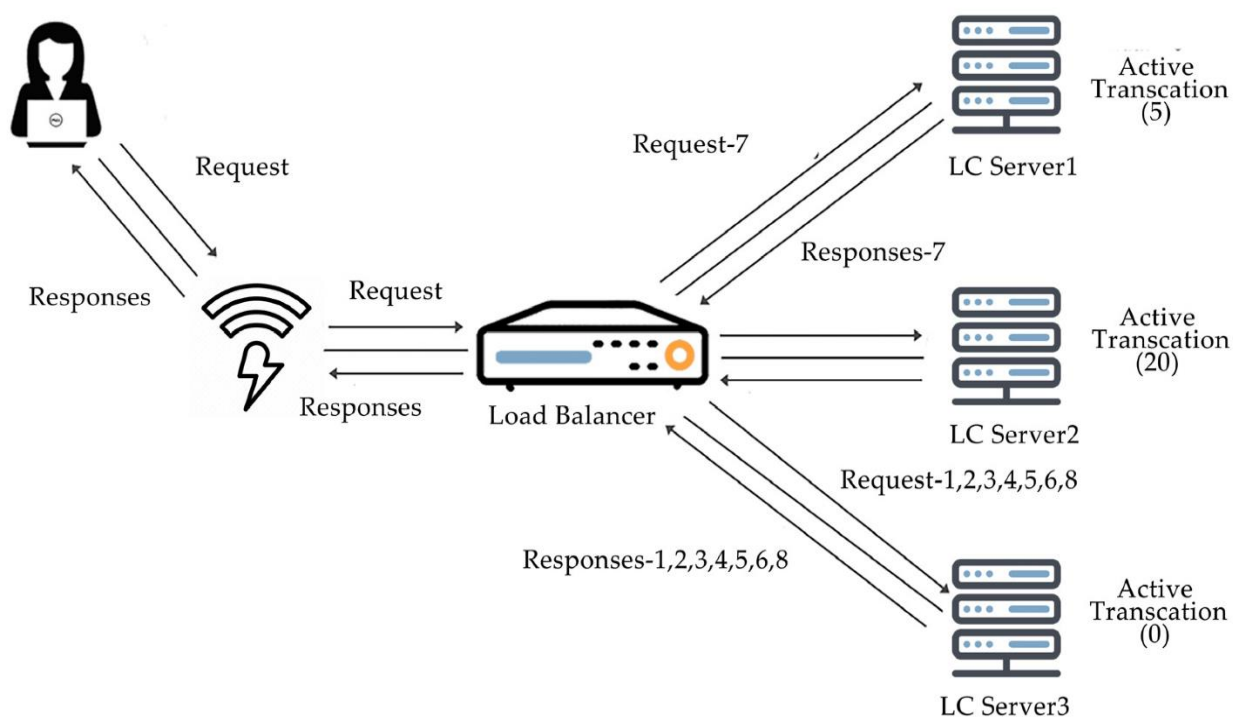 Active
Transcation
(5)
Request-7
Request
LC Server1
Responses-7
Responses
Request
Active
Transcation
(20)
Responses
Load Balancer
LC Server2
Request-1,2,3,4,5,6,8
Responses-1,2,3,4,5,6,8
Active
Transcation
(0)
LC Server3